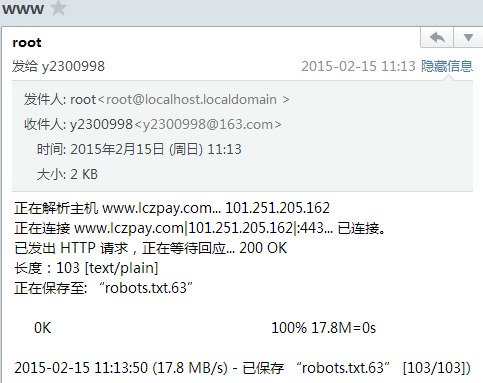 www
root
发给 y2300998 2015-02-15 11:13 隐藏信息
发件人: root<root@localhost.localdomain >
收件人: y2300998<y2300998@163.com>
时间: 2015年2月15日 (周日) 11:13
大小: 2 KB
正在解析主机 www.lczpay.com... 101.251.205.162
正在连接 www.lczpay.com|101.251.205.162|:443... 已连接。
已发出 HTTP 请求，正在等待回应... 200 OK
长度：103 [text/plain]
正在保存至: “robots.txt.63”
0K 100% 17.8M=0s
2015-02-15 11:13:50 (17.8 MB/s) - 已保存 “robots.txt.63” [103/103])